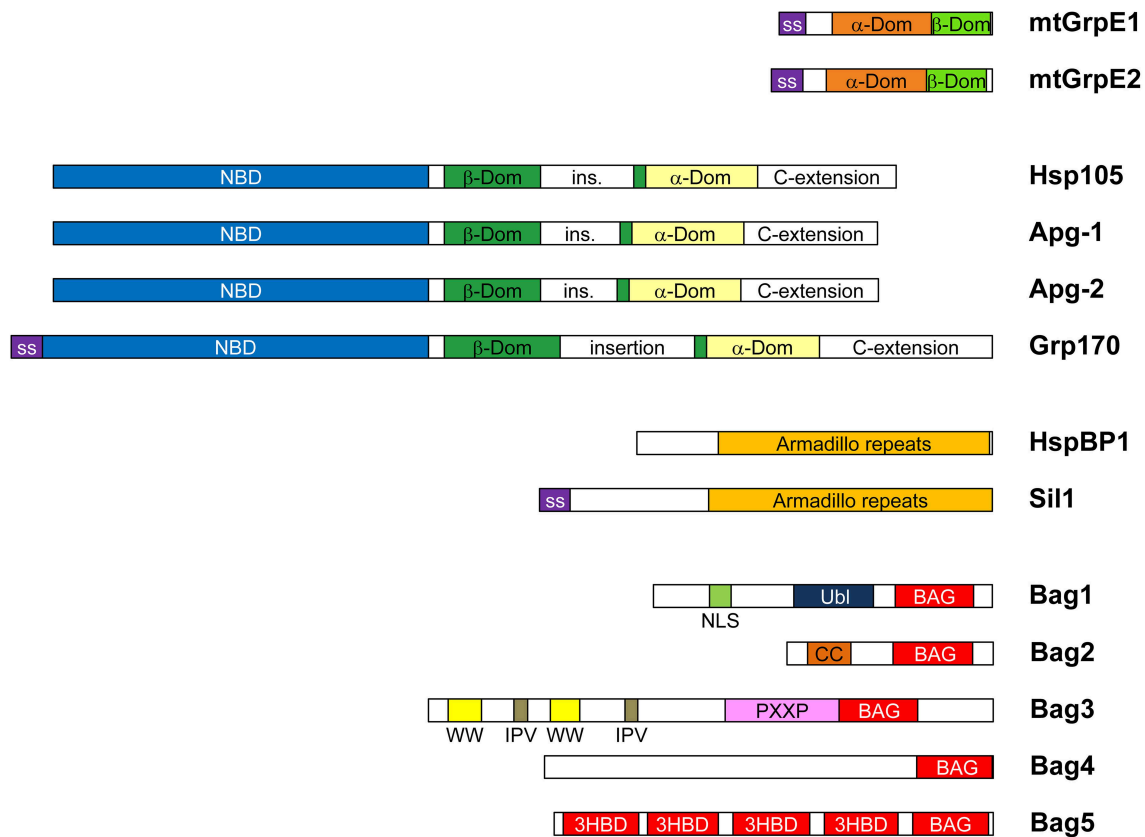 ss α-Dom β-Dom mtGrpE1
ss α-Dom β-Dom mtGrpE2
NBD β-Dom ins. α-Dom C-extension Hsp105
NBD β-Dom ins. α-Dom C-extension Apg-1
NBD β-Dom ins. α-Dom C-extension Apg-2
ss NBD β-Dom insertion α-Dom C-extension Grp170
Armadillo repeats HspBP1
ss Armadillo repeats Sil1
Ubl BAG Bag1
NLS
CC BAG Bag2
PXXP BAG Bag3
WW IPV WW IPV
BAG Bag4
3HBD 3HBD 3HBD 3HBD BAG Bag5